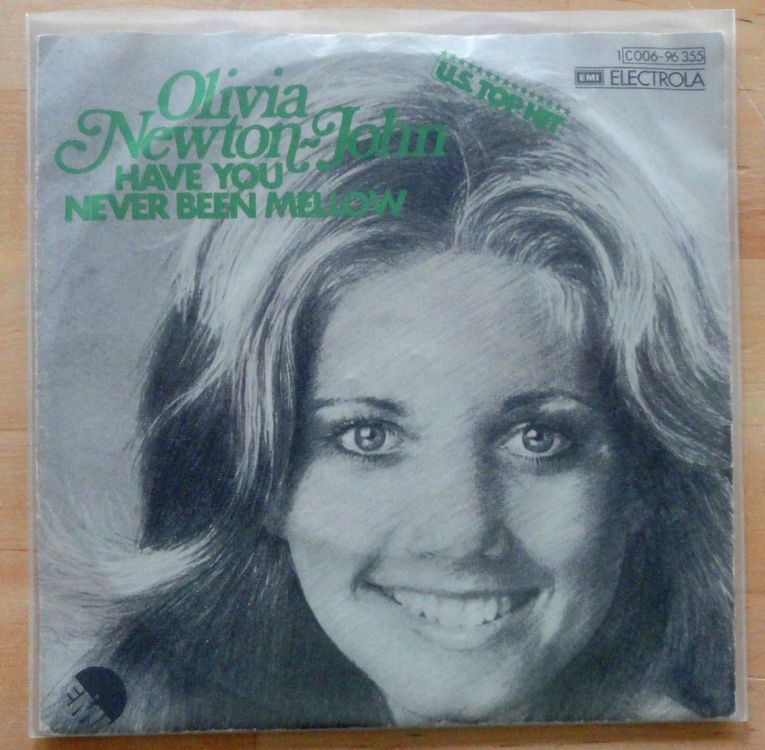 Olivia
Newton-John
HAVE YOU
NEVER BEEN MELLOW
U.S. TOP HIT
1C006-96 355
EMI ELECTROLA
EMI